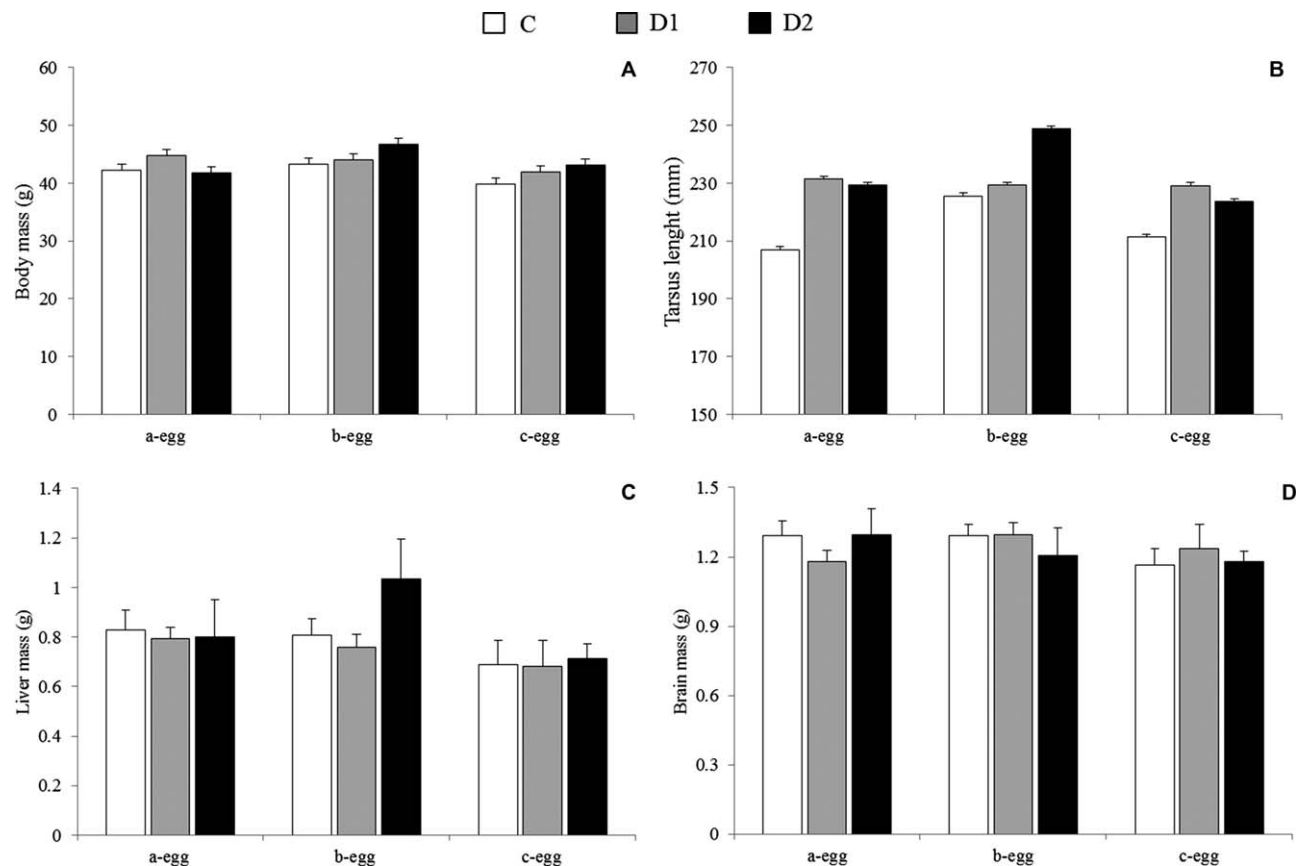 C D1 D2
A
Body mass (g)
60
50
40
30
20
10
0
a-egg b-egg c-egg
B
Tarsus lenght (mm)
270
250
230
210
190
170
150
a-egg b-egg c-egg
C
Liver mass (g)
1.4
1.2
1
0.8
0.6
0.4
0.2
0
a-egg b-egg c-egg
D
Brain mass (g)
1.5
1.2
0.9
0.6
0.3
0
a-egg b-egg c-egg